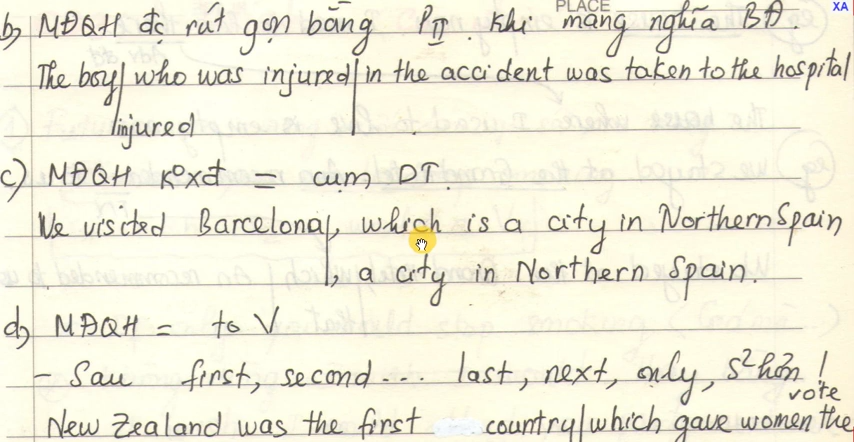 PLACE XA
b) MĐQH đc rút gọn bằng PII. khi mang nghĩa BĐ
The boy | who was injured | in the accident was taken to the hospital
injured
c) MĐQH Kº xđ = cụm DT.
We visited Barcelona, which is a city in Northern Spain
, a city in Northern Spain.
d) MĐQH = to V
- Sau first, second... last, next, only, s² hơn !
vote
New Zealand was the first country | which gave women the